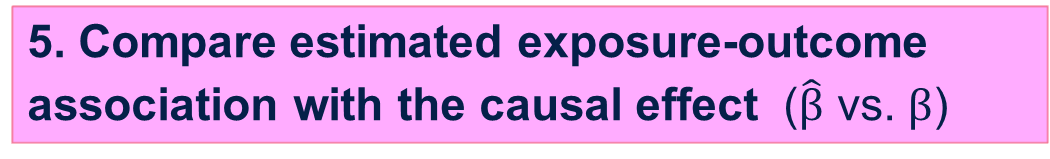 5. Compare estimated exposure-outcome
association with the causal effect (β̂ vs. β)